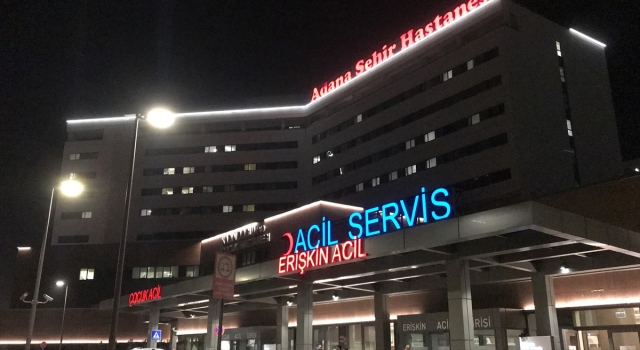 Adana Şehir Hastanesi
ACİL SERVİS
ERİŞKİN ACİL
ÇOCUK ACİL
ERİŞKİN ACİL